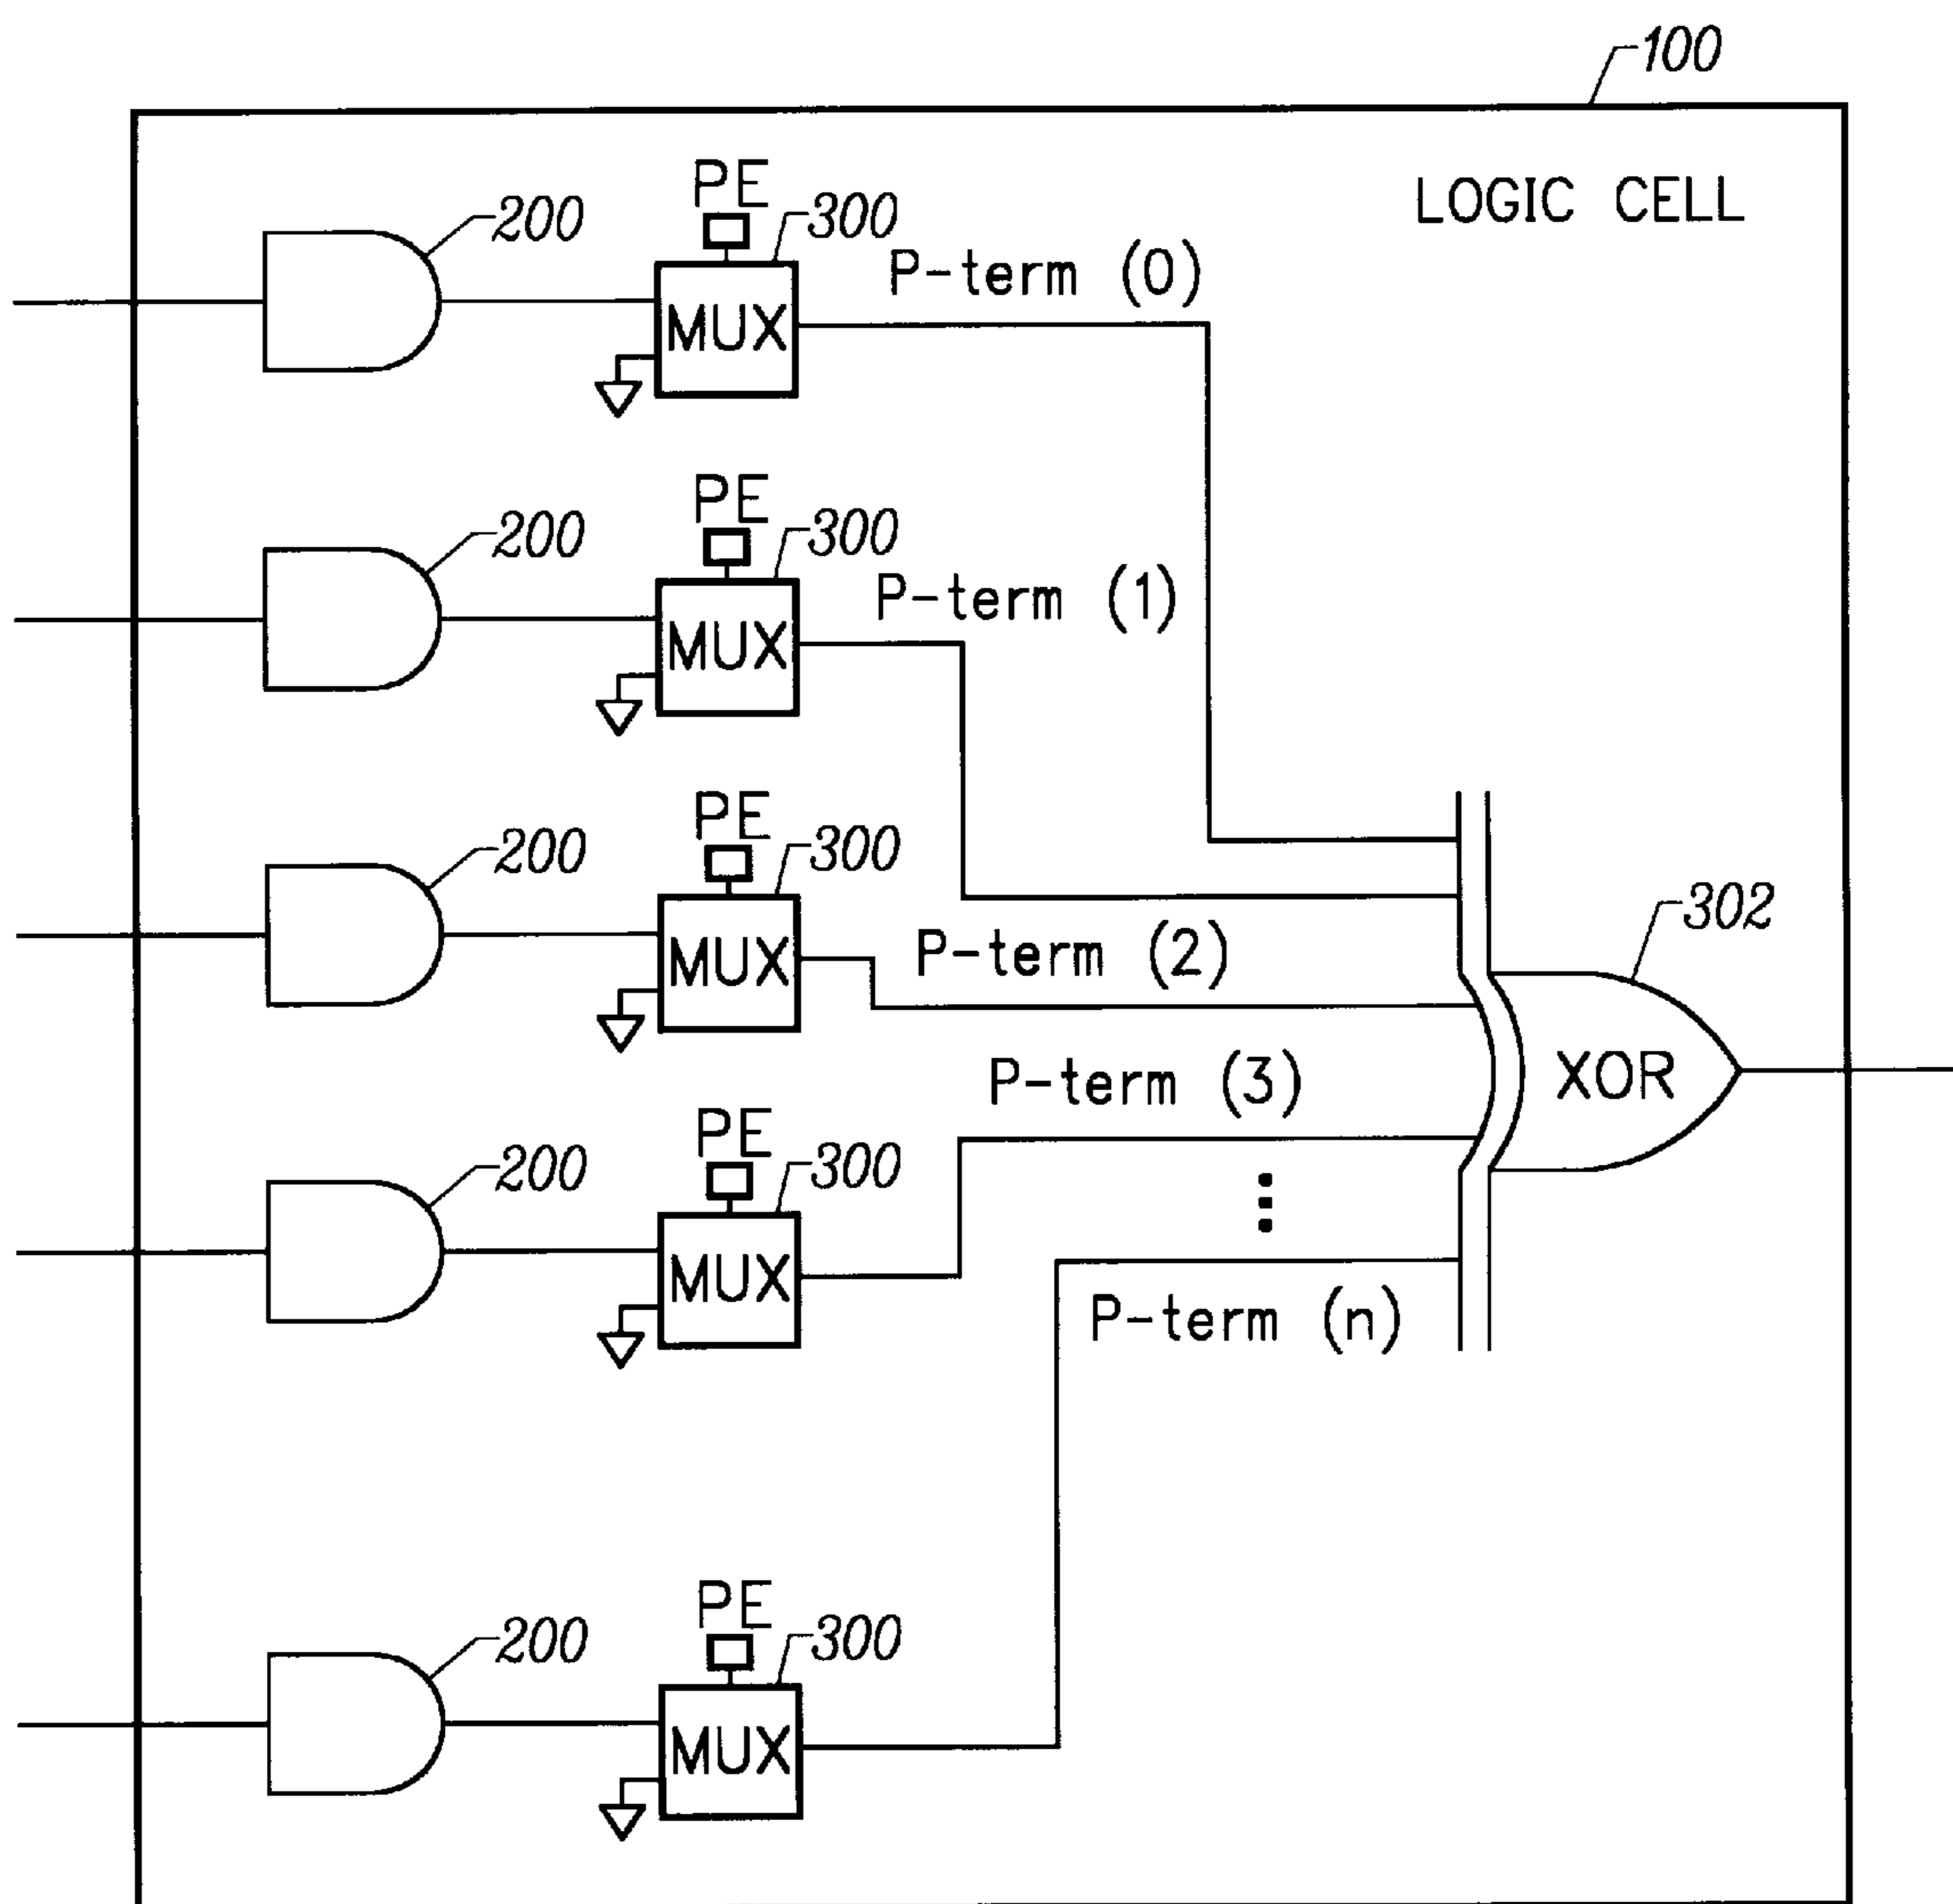 100
LOGIC CELL
PE
200
300
P-term (0)
MUX
PE
200
300
P-term (1)
MUX
PE
200
300
302
P-term (2)
MUX
XOR
P-term (3)
PE
200
300
MUX
P-term (n)
PE
200
300
MUX